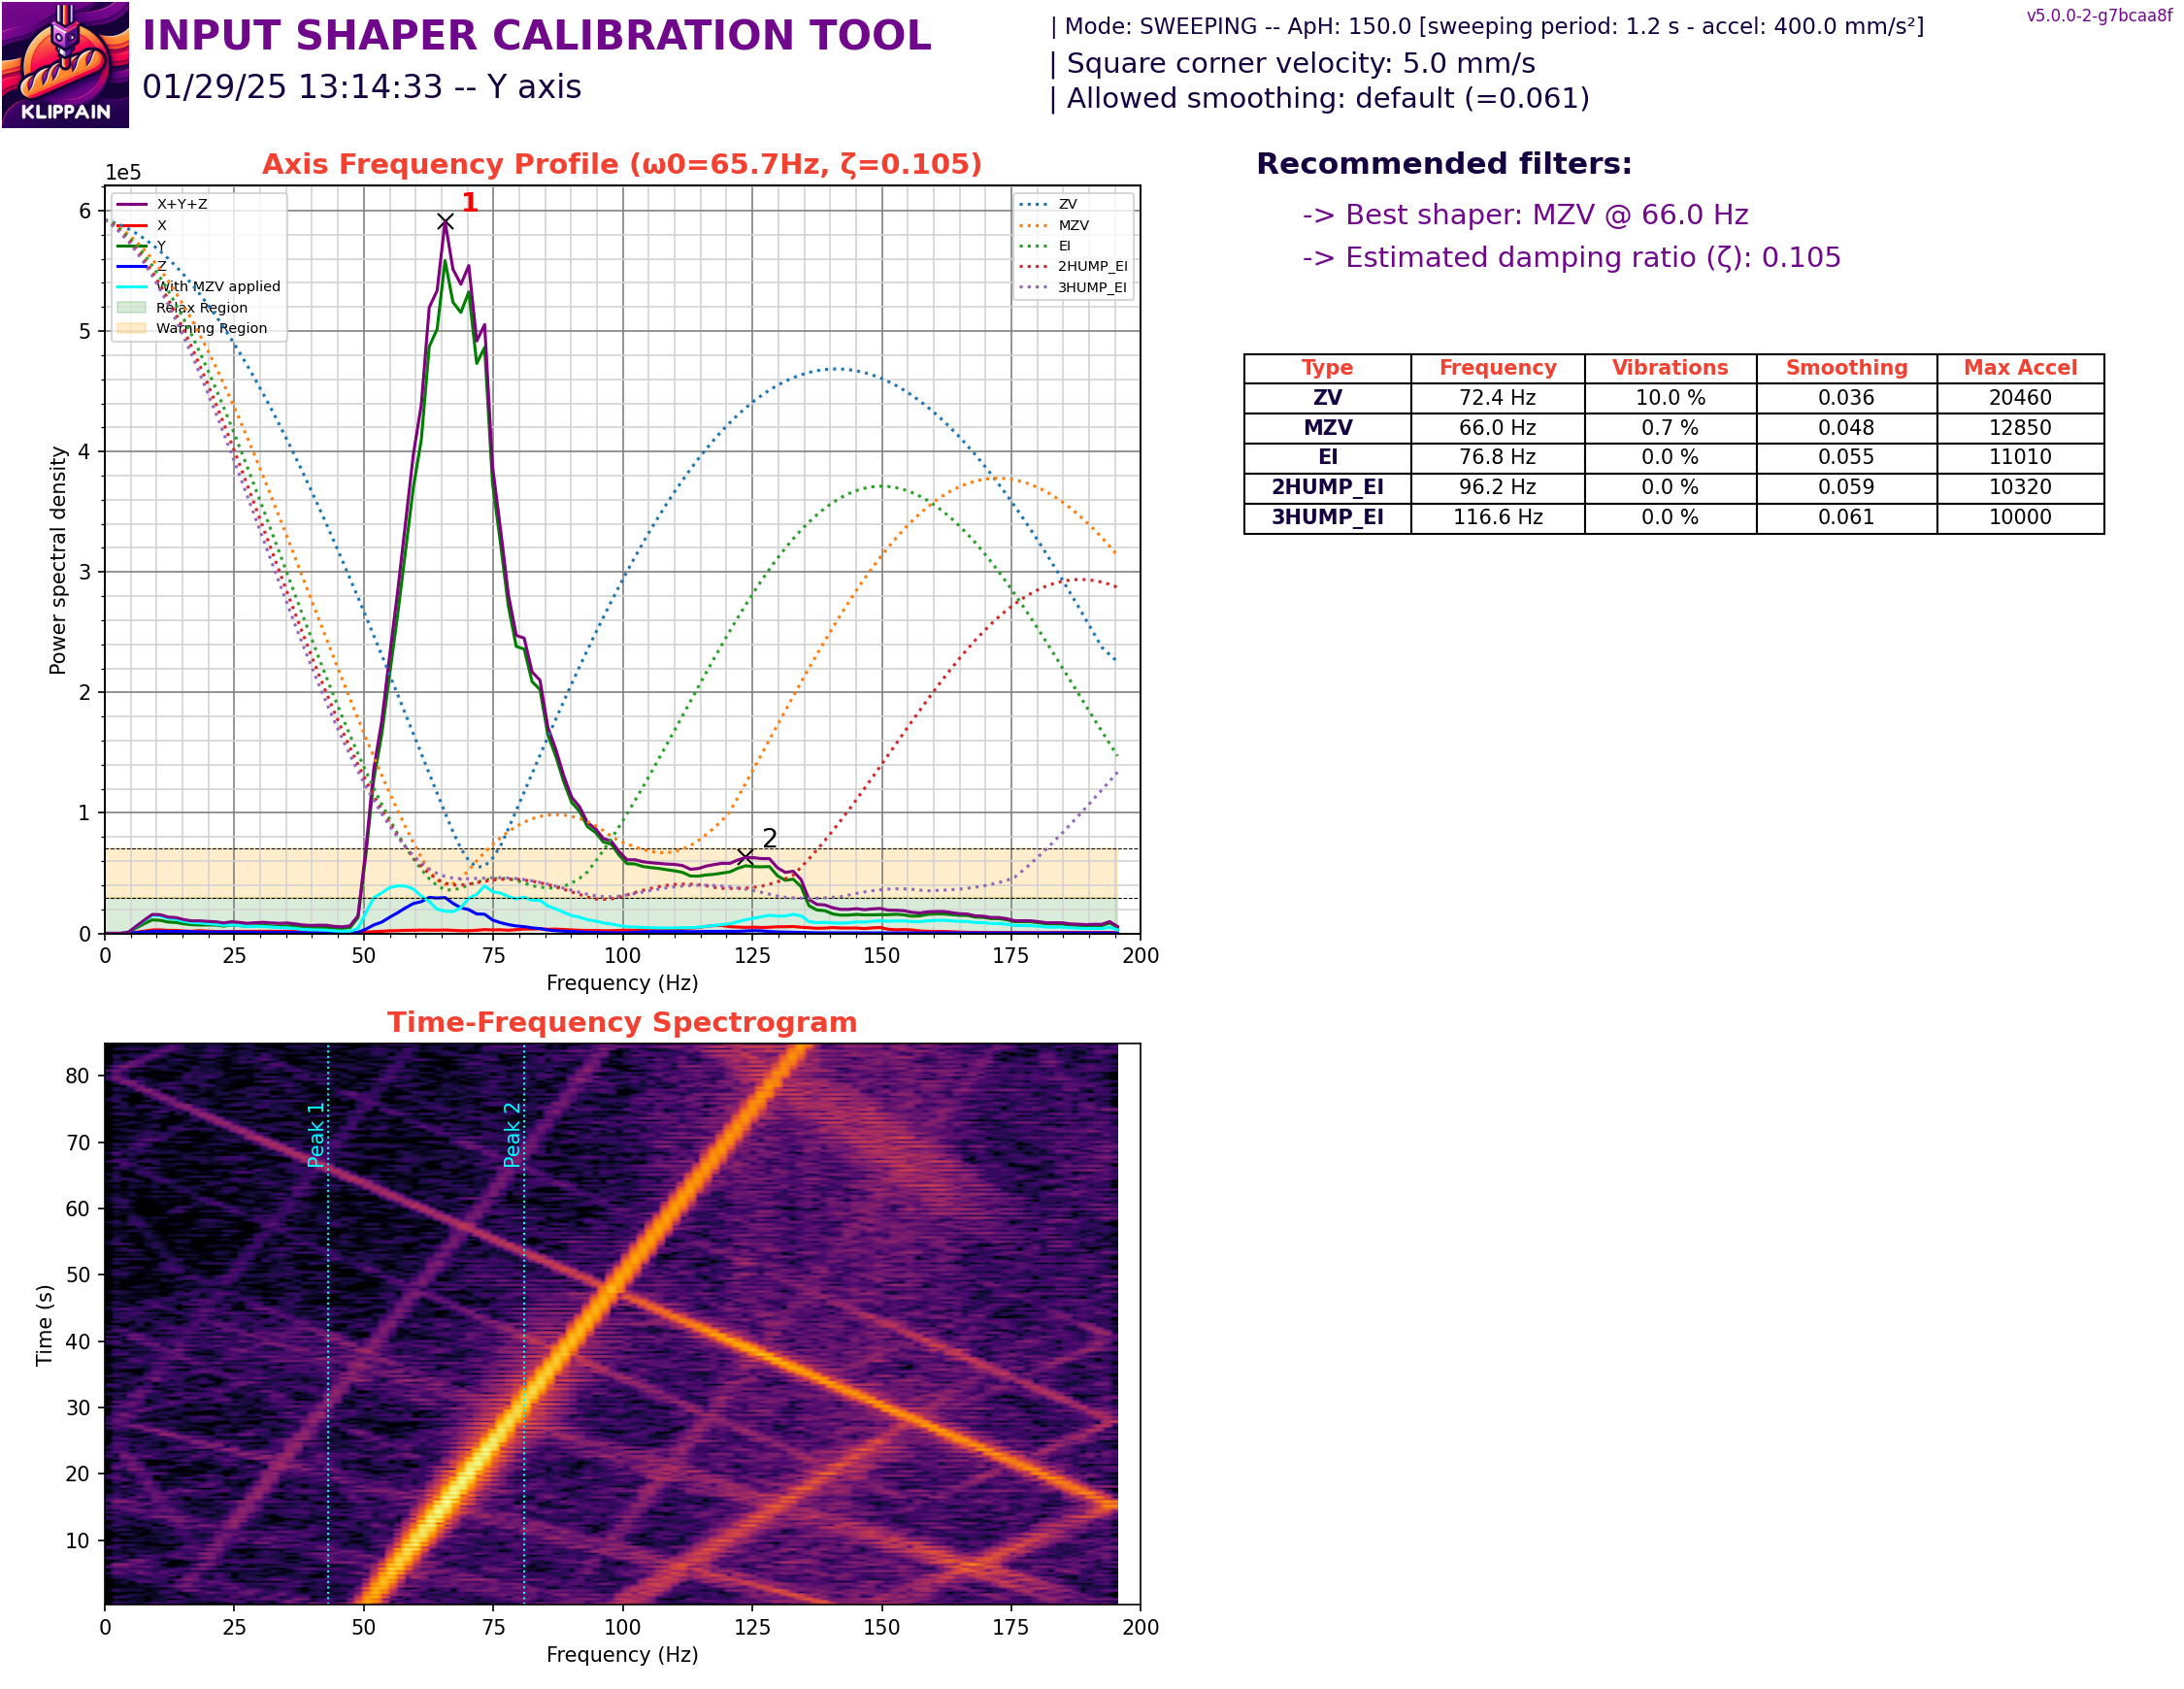 KLIPPAIN
INPUT SHAPER CALIBRATION TOOL
01/29/25 13:14:33 -- Y axis
| Mode: SWEEPING -- ApH: 150.0 [sweeping period: 1.2 s - accel: 400.0 mm/s²]
| Square corner velocity: 5.0 mm/s
| Allowed smoothing: default (=0.061)
v5.0.0-2-g7bcaa8f
Axis Frequency Profile (ω0=65.7Hz, ζ=0.105)
1e5
X+Y+Z
X
Y
Z
With MZV applied
Relax Region
Warning Region
ZV
MZV
EI
2HUMP_EI
3HUMP_EI
1
2
Power spectral density
6
5
4
3
2
1
0
0 25 50 75 100 125 150 175 200
Frequency (Hz)
Recommended filters:
-> Best shaper: MZV @ 66.0 Hz
-> Estimated damping ratio (ζ): 0.105
Type Frequency Vibrations Smoothing Max Accel
ZV 72.4 Hz 10.0 % 0.036 20460
MZV 66.0 Hz 0.7 % 0.048 12850
EI 76.8 Hz 0.0 % 0.055 11010
2HUMP_EI 96.2 Hz 0.0 % 0.059 10320
3HUMP_EI 116.6 Hz 0.0 % 0.061 10000
Time-Frequency Spectrogram
Peak 1
Peak 2
Time (s)
80
70
60
50
40
30
20
10
0 25 50 75 100 125 150 175 200
Frequency (Hz)